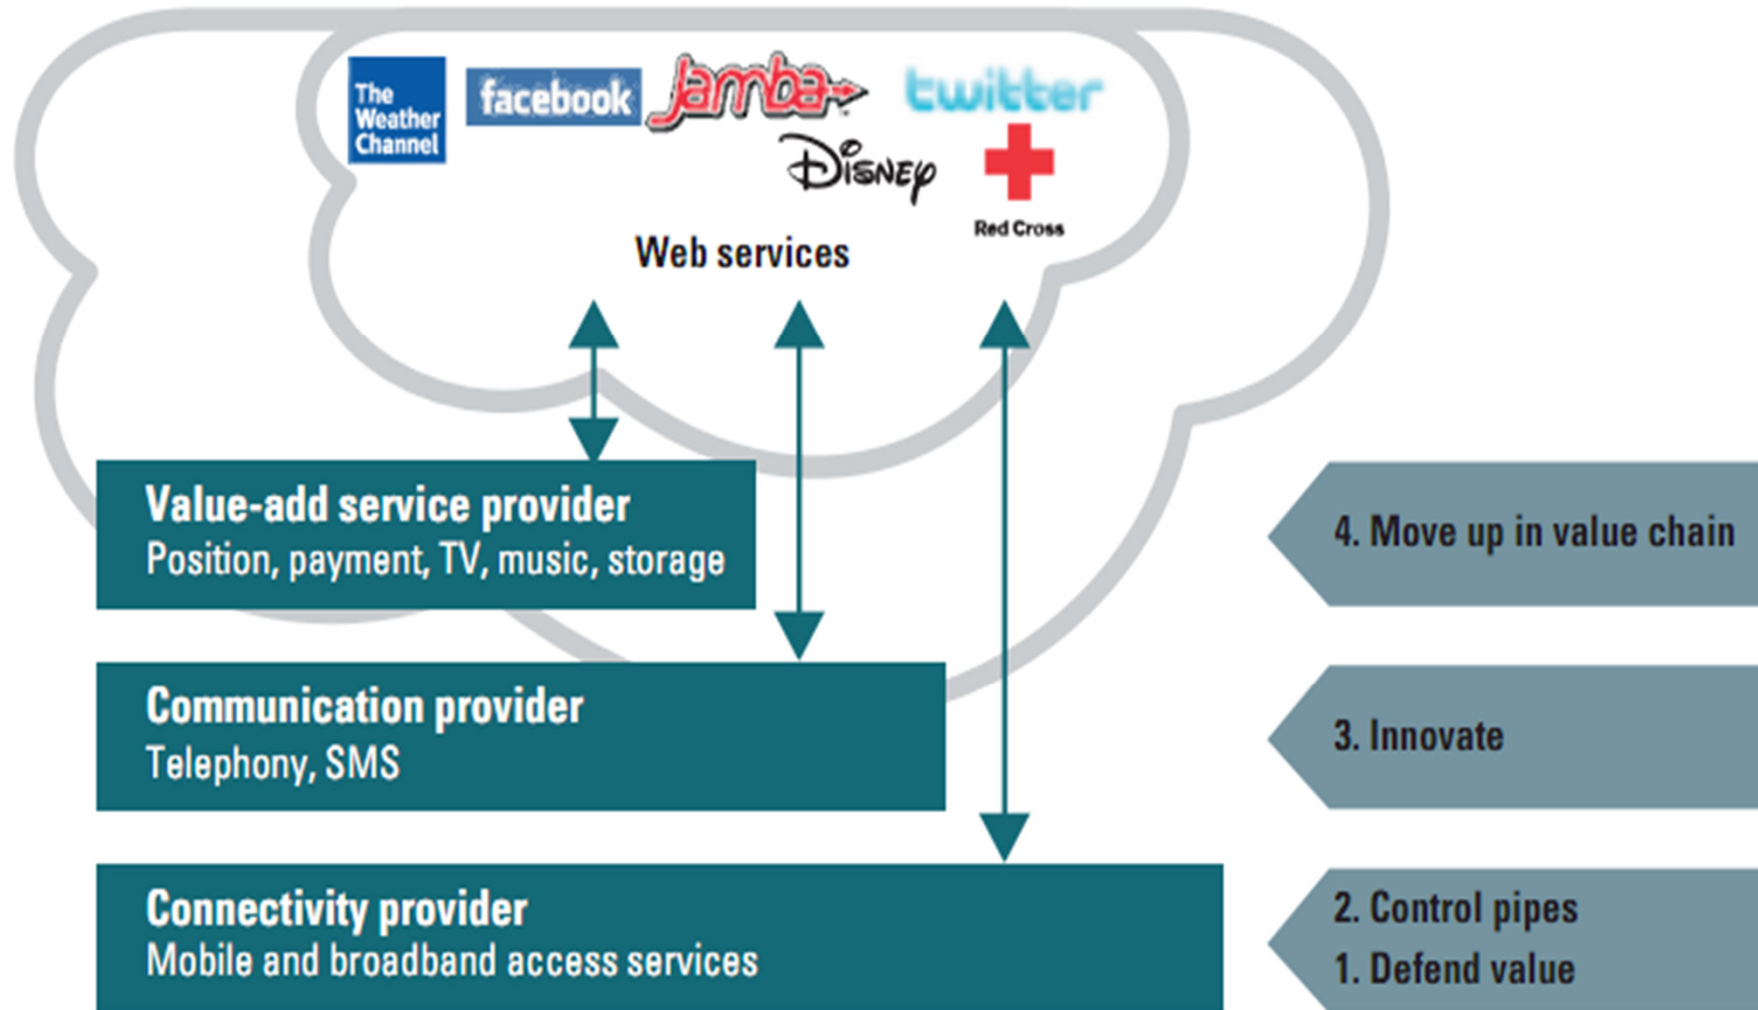 The
Weather
Channel
facebook
Jamba
twitter
Disney
Red Cross
Web services
Value-add service provider
Position, payment, TV, music, storage
4. Move up in value chain
Communication provider
Telephony, SMS
3. Innovate
Connectivity provider
Mobile and broadband access services
2. Control pipes
1. Defend value